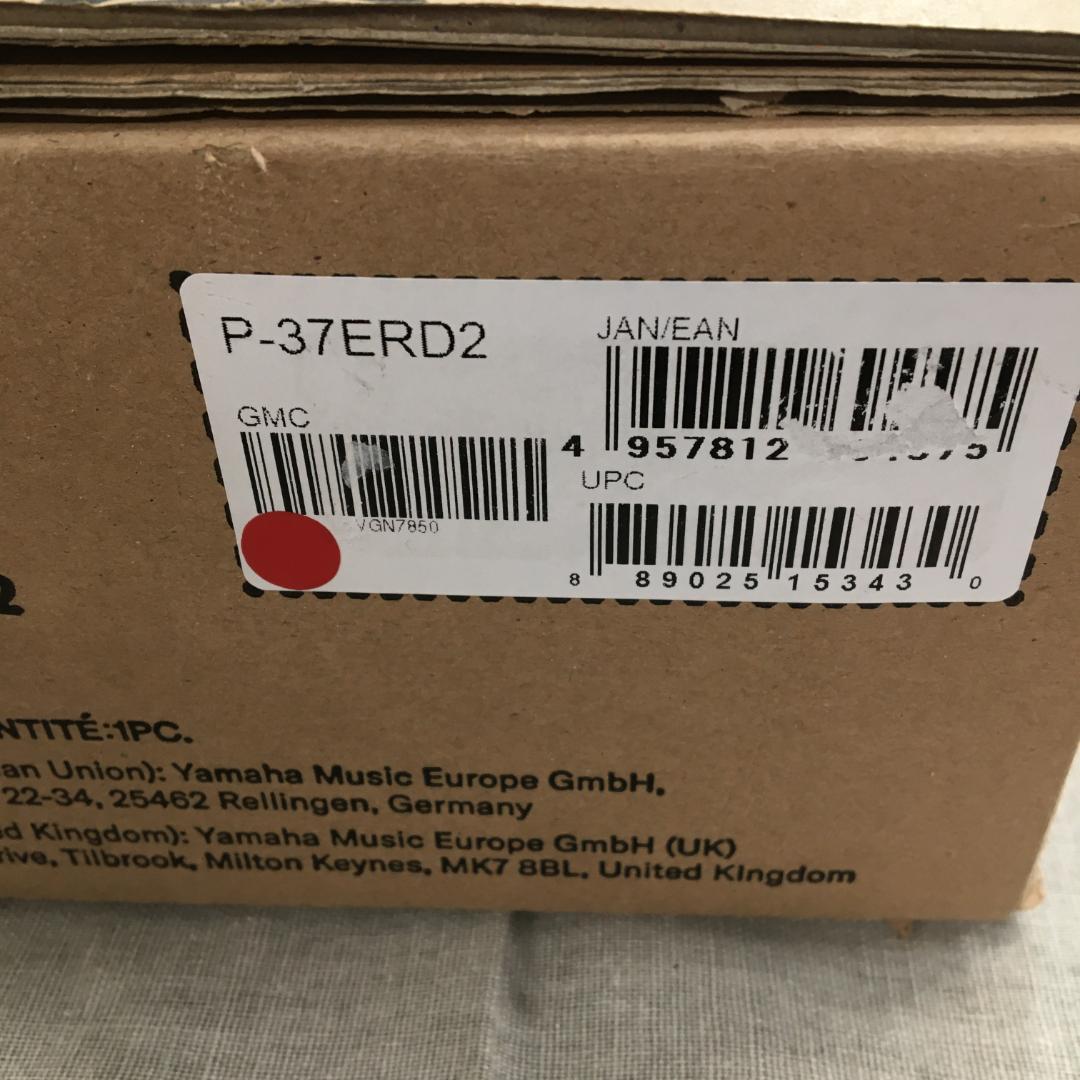 P-37ERD2
JAN/EAN
GMC
4 957812
UPC
VGN7850
8 89025 15343 0
NTITÉ:1PC.
an Union): Yamaha Music Europe GmbH,
22-34, 25462 Rellingen, Germany
d Kingdom): Yamaha Music Europe GmbH (UK)
rive, Tilbrook, Milton Keynes, MK7 8BL, United Kingdom